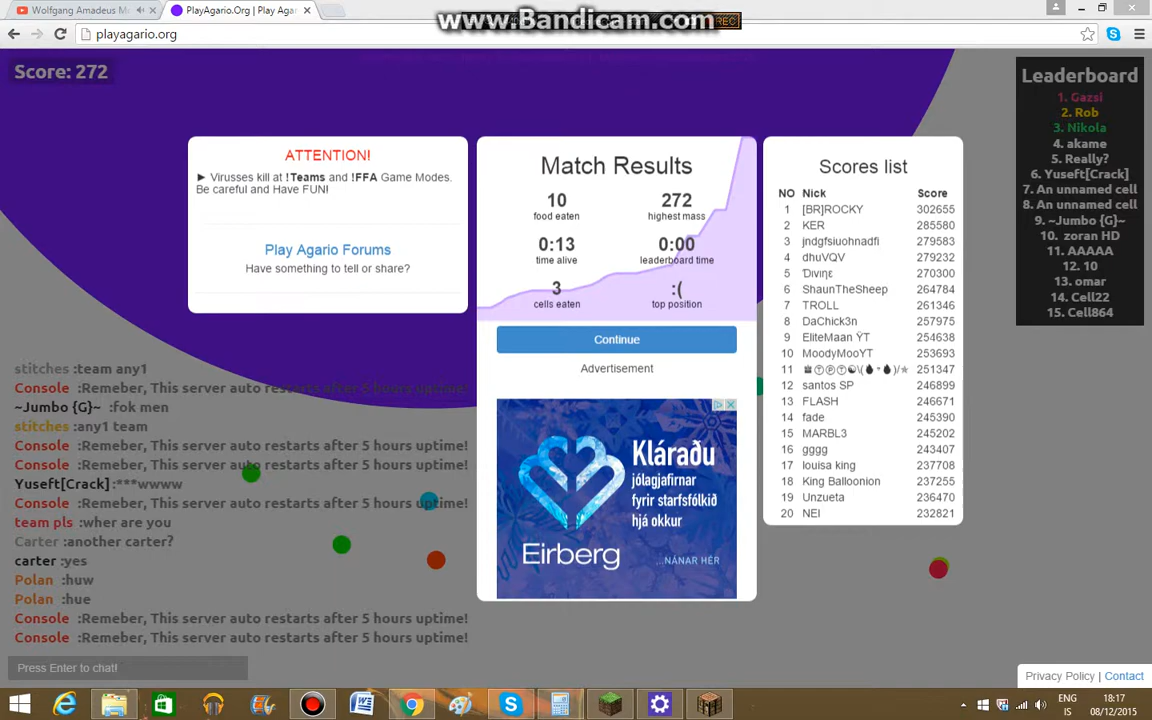 Wolfgang Amadeus M
PlayAgario.Org | Play Agar
www.Bandicam.com
REC
playagario.org
Score: 272
Leaderboard
1. Gazsi
2. Rob
3. Nikola
4. akame
5. Really?
6. Yuseft[Crack]
7. An unnamed cell
8. An unnamed cell
9. ~Jumbo {G}~
10. zoran HD
11. AAAAA
12. 10
13. omar
14. Cell22
15. Cell864
ATTENTION!
► Virusses kill at !Teams and !FFA Game Modes.
Be careful and Have FUN!
Play Agario Forums
Have something to tell or share?
Match Results
10 272
food eaten highest mass
0:13 0:00
time alive leaderboard time
3 :(
cells eaten top position
Continue
Advertisement
Kláraðu
jólagjafirnar
fyrir starfsfólkið
hjá okkur
Eirberg
...NÁNAR HÉR
Scores list
NO Nick Score
1 [BR]ROCKY 302655
2 KER 285580
3 jndgfsiuohnadfi 279583
4 dhuVQV 279232
5 Ɗιvιηε 270300
6 ShaunTheSheep 264784
7 TROLL 261346
8 DaChick3n 257975
9 EliteMaan ŸT 254638
10 MoodyMooYT 253693
11 251347
12 santos SP 246899
13 FLASH 246671
14 fade 245390
15 MARBL3 245202
16 gggg 243407
17 louisa king 237708
18 King Balloonion 237255
19 Unzueta 236470
20 NEI 232821
stitches :team any1
Console :Remeber, This server auto restarts after 5 hours uptime!
~Jumbo {G}~ :fok men
stitches :any1 team
Console :Remeber, This server auto restarts after 5 hours uptime!
Console :Remeber, This server auto restarts after 5 hours uptime!
Yuseft[Crack] :***wwww
Console :Remeber, This server auto restarts after 5 hours uptime!
team pls :wher are you
Carter :another carter?
carter :yes
Polan :huw
Polan :hue
Console :Remeber, This server auto restarts after 5 hours uptime!
Console :Remeber, This server auto restarts after 5 hours uptime!
Press Enter to chat!
Privacy Policy | Contact
ENG
IS
18:17
08/12/2015